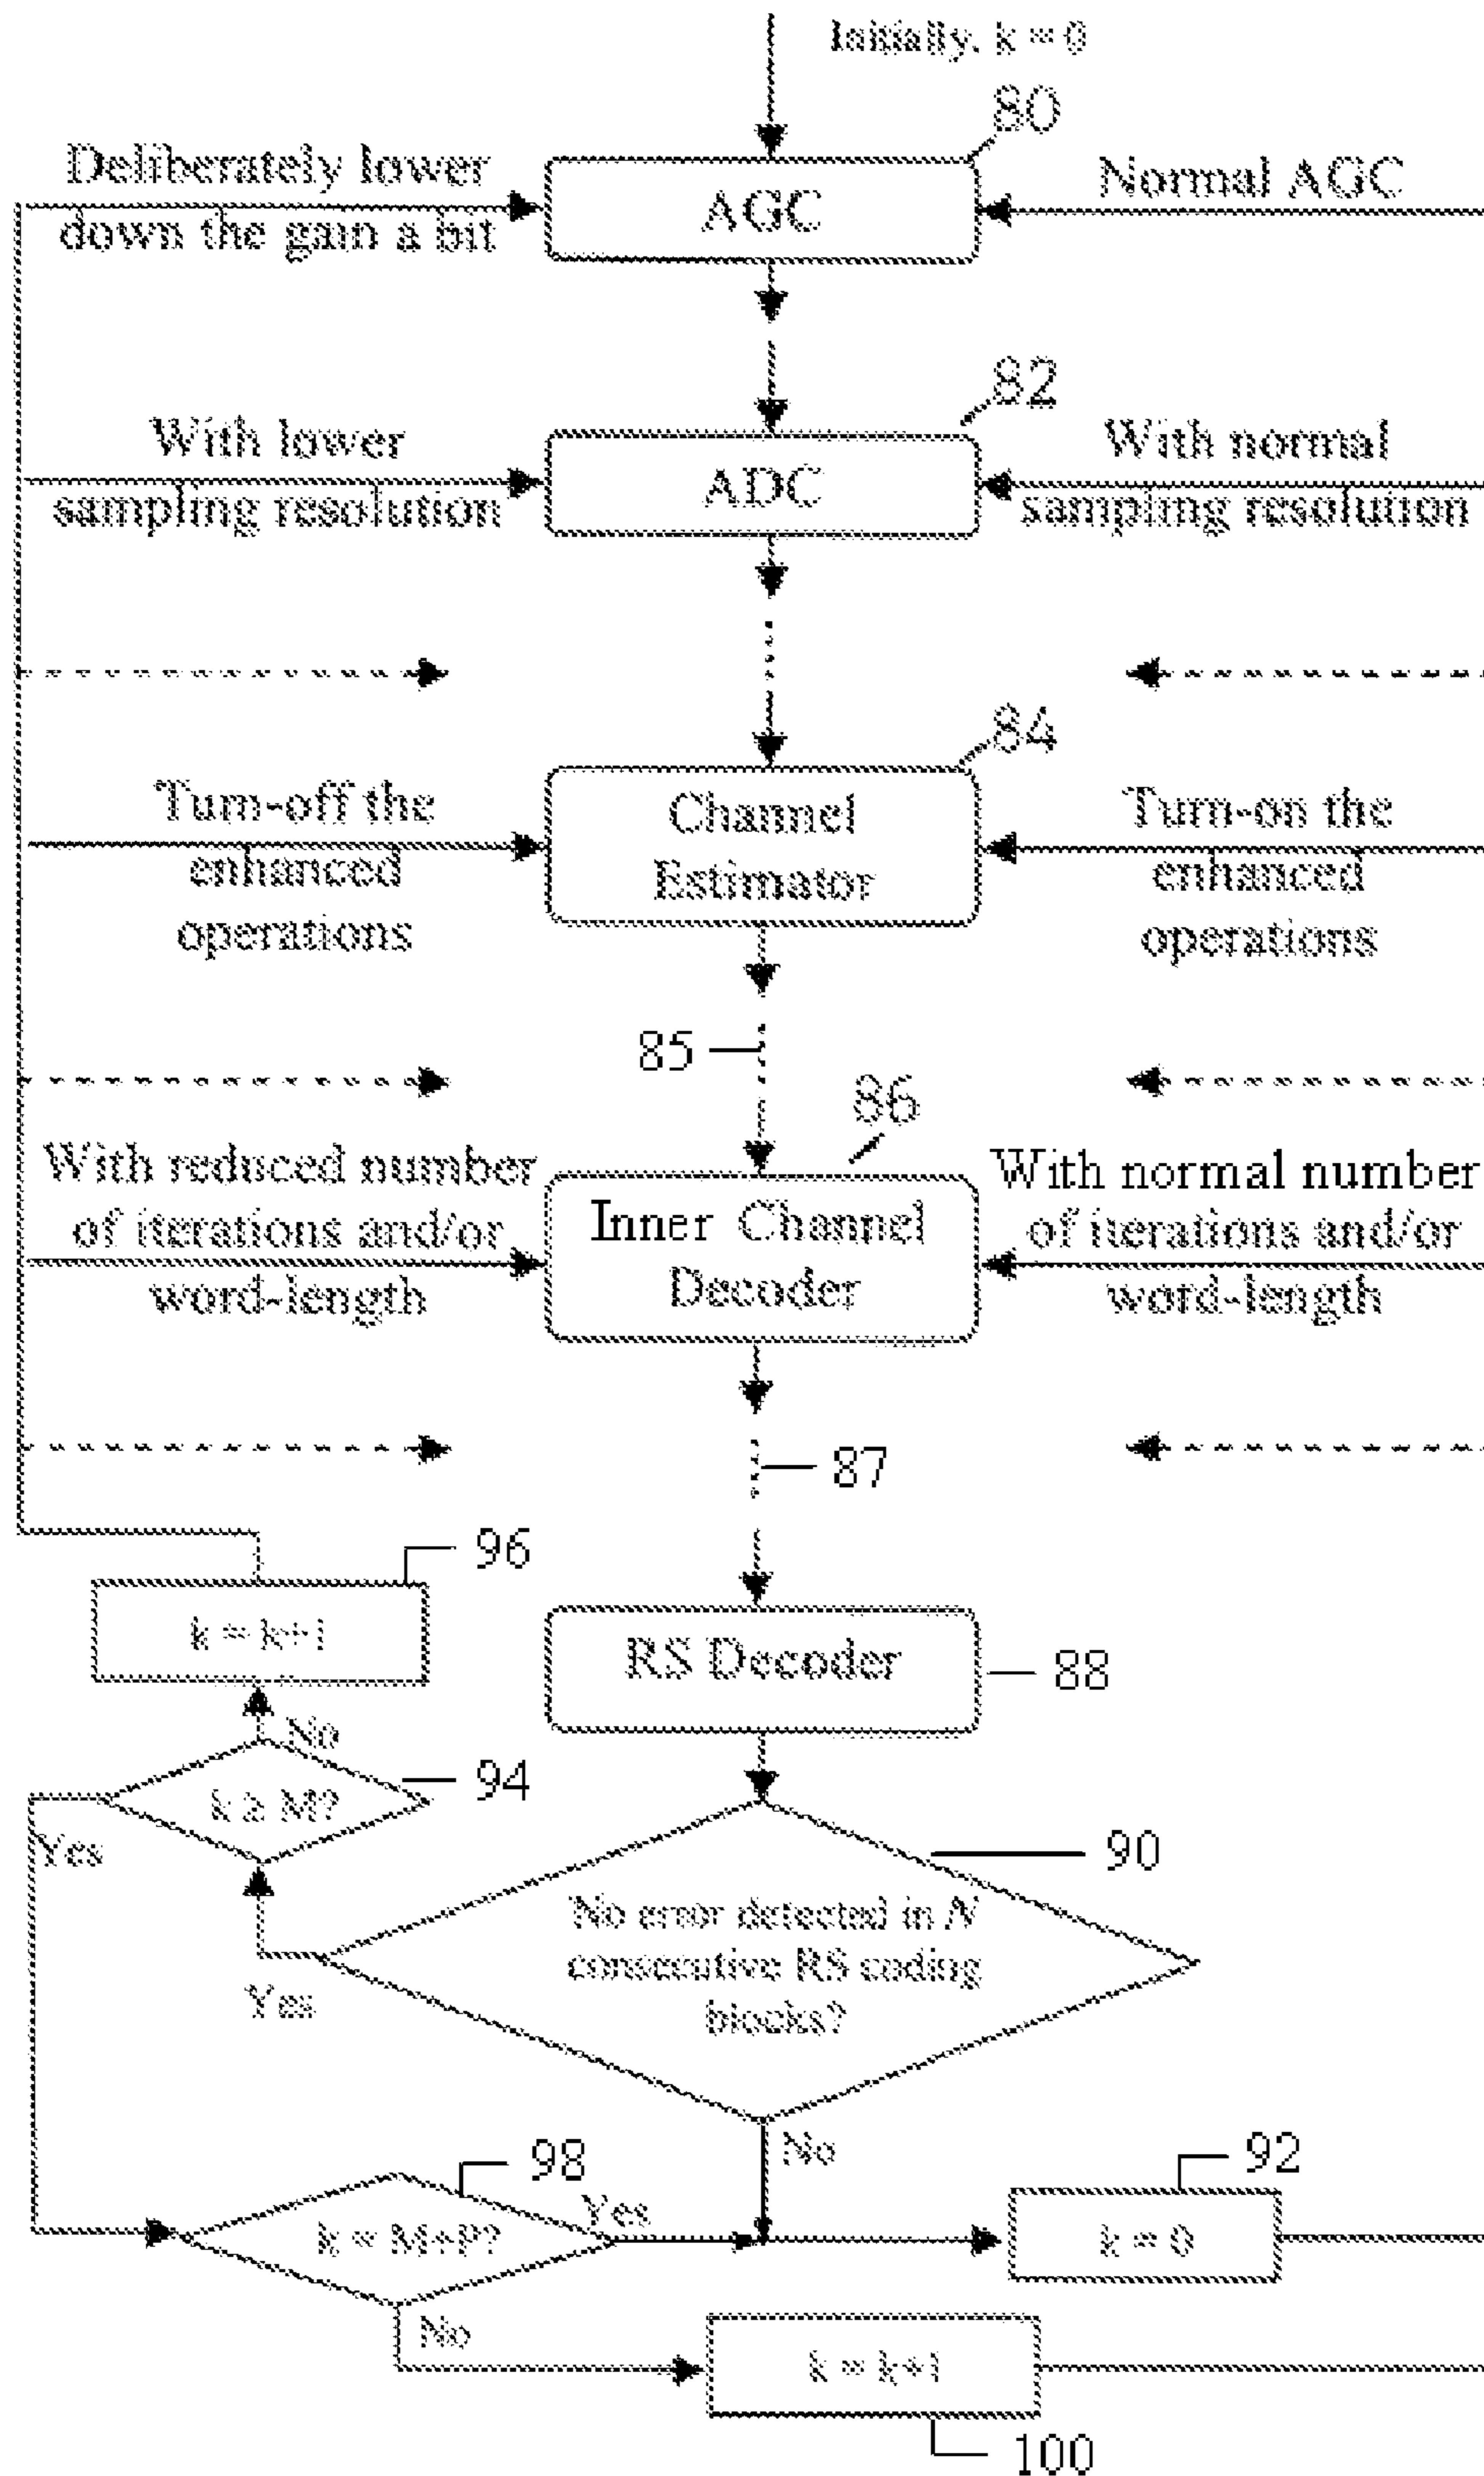 Initially, k = 0
80
Deliberately lower
down the gain a bit
AGC
Normal AGC
82
With lower
sampling resolution
ADC
With normal
sampling resolution
84
Turn-off the
enhanced
operations
Channel
Estimator
Turn-on the
enhanced
operations
85
86
With reduced number
of iterations and/or
word-length
Inner Channel
Decoder
With normal number
of iterations and/or
word-length
87
96
k = k+1
RS Decoder
88
No
94
k ≥ M?
Yes
90
No error detected in N
consecutive RS coding
blocks?
Yes
No
98
Yes
92
k = M+P?
k = 0
No
k = k+1
100